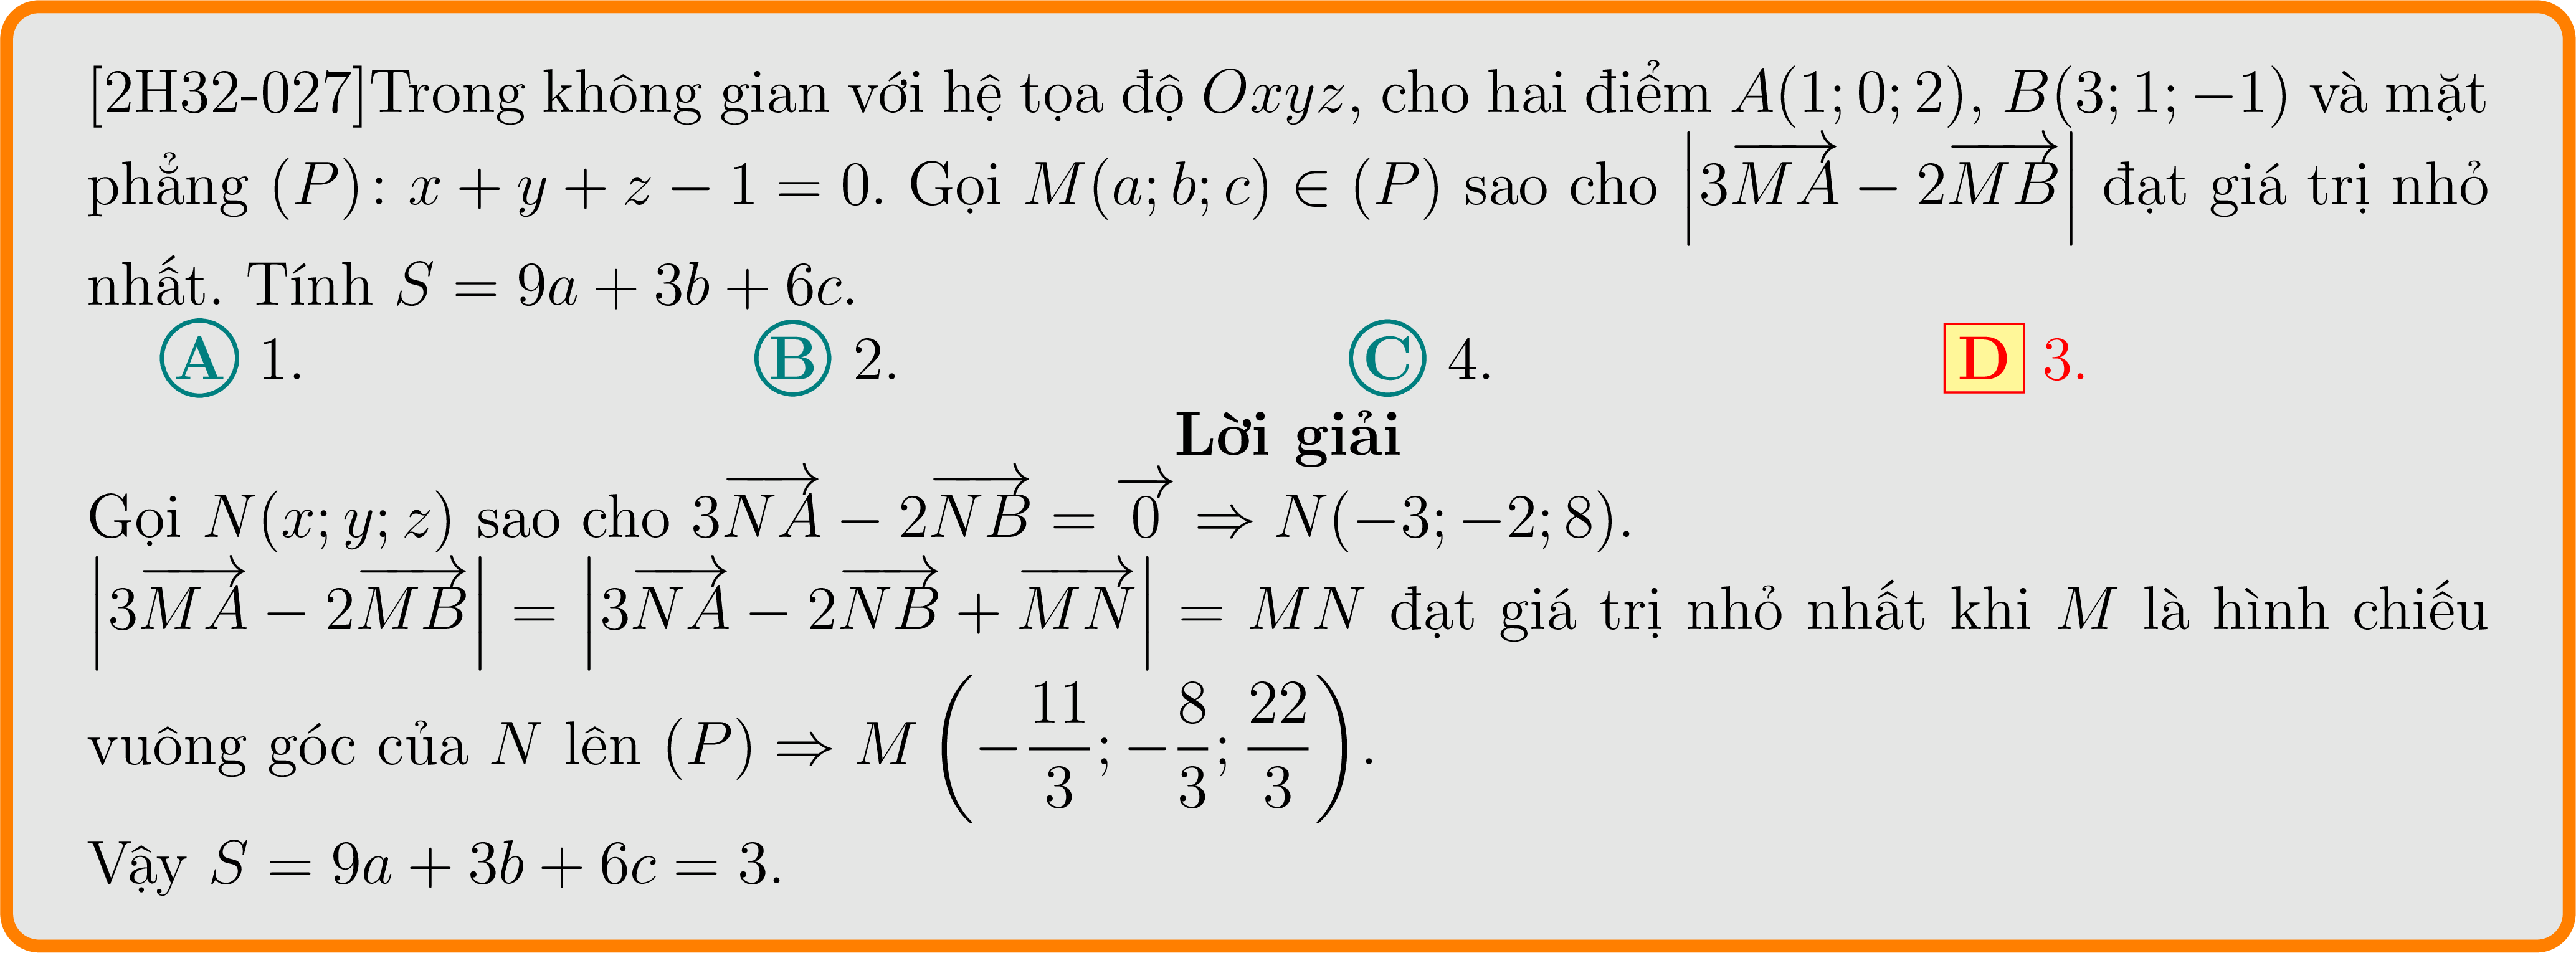 [2H32-027]Trong không gian với hệ tọa độ Oxyz, cho hai điểm A(1; 0; 2), B(3; 1; −1) và mặt
phẳng (P): x + y + z − 1 = 0. Gọi M(a; b; c) ∈ (P) sao cho $\left|3\overrightarrow{MA} - 2\overrightarrow{MB}\right|$ đạt giá trị nhỏ
nhất. Tính S = 9a + 3b + 6c.
A 1. B 2. C 4. D 3.
Lời giải
Gọi N(x; y; z) sao cho $3\overrightarrow{NA} - 2\overrightarrow{NB} = \overrightarrow{0}$ ⇒ N(−3; −2; 8).
$\left|3\overrightarrow{MA} - 2\overrightarrow{MB}\right| = \left|3\overrightarrow{NA} - 2\overrightarrow{NB} + \overrightarrow{MN}\right| = MN$ đạt giá trị nhỏ nhất khi M là hình chiếu
vuông góc của N lên (P) ⇒ $M\left(-\frac{11}{3}; -\frac{8}{3}; \frac{22}{3}\right)$.
Vậy S = 9a + 3b + 6c = 3.